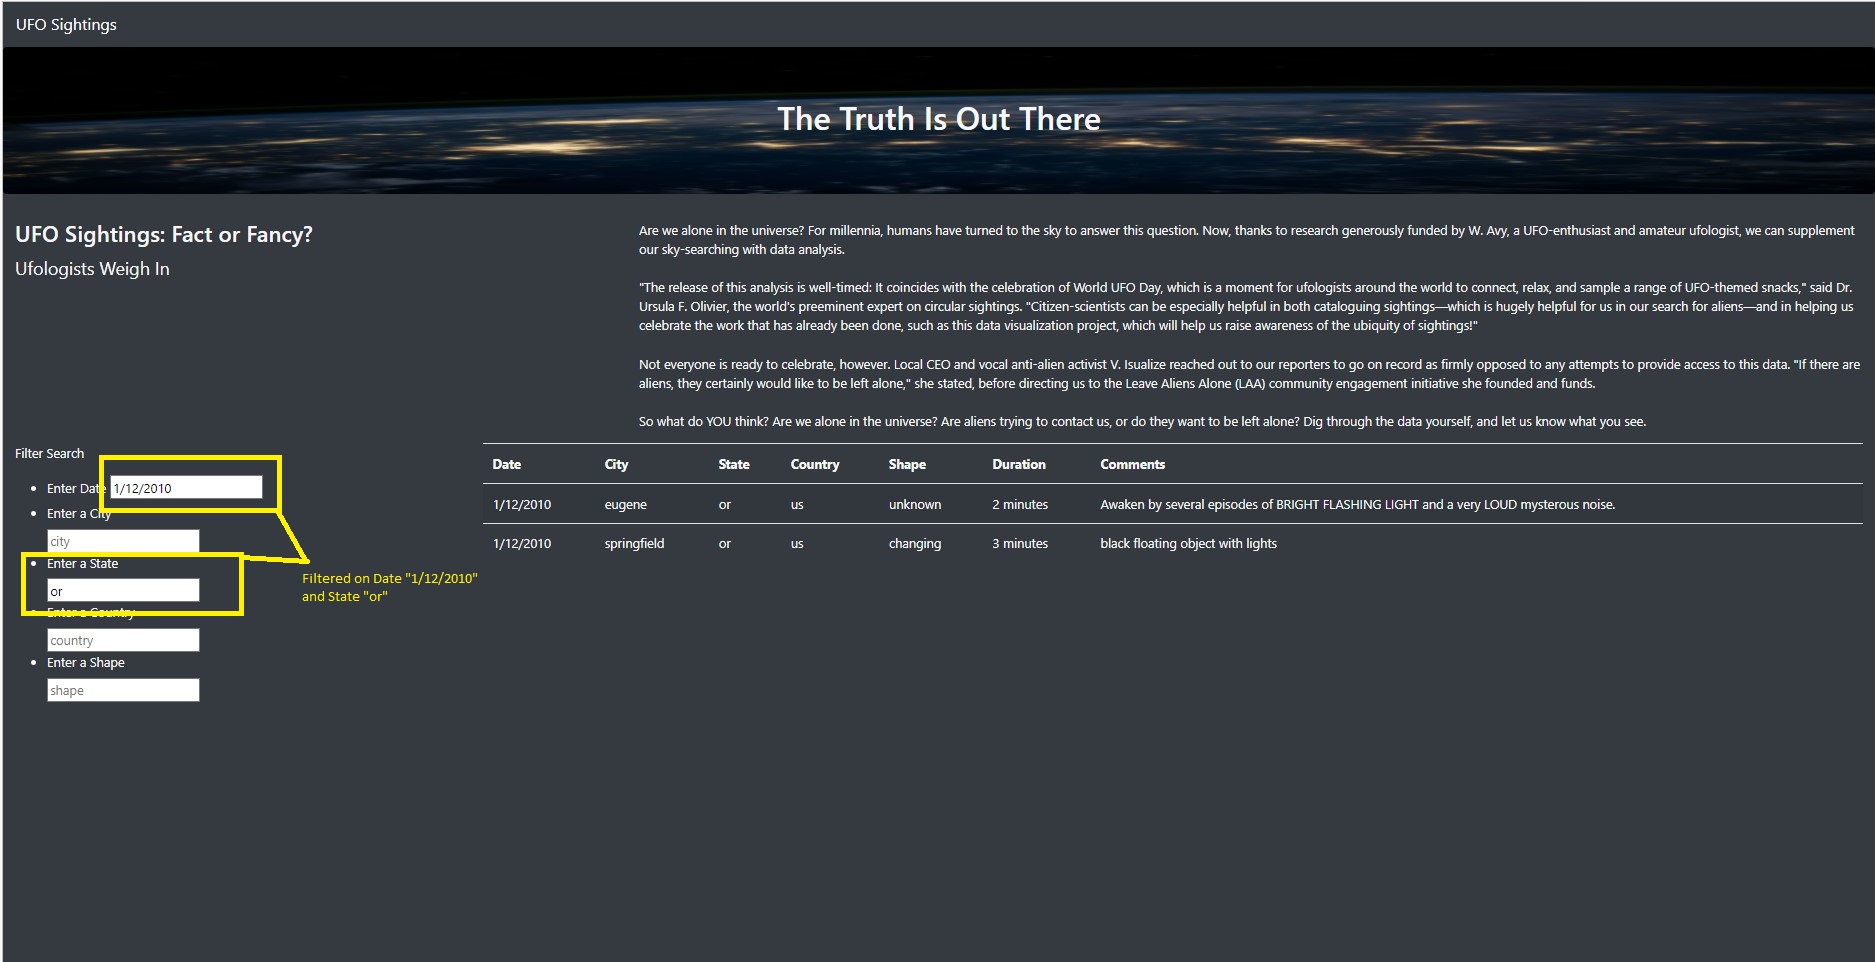 UFO Sightings
The Truth Is Out There
UFO Sightings: Fact or Fancy?
Ufologists Weigh In
Are we alone in the universe? For millennia, humans have turned to the sky to answer this question. Now, thanks to research generously funded by W. Avy, a UFO-enthusiast and amateur ufologist, we can supplement
our sky-searching with data analysis.
"The release of this analysis is well-timed: It coincides with the celebration of World UFO Day, which is a moment for ufologists around the world to connect, relax, and sample a range of UFO-themed snacks," said Dr.
Ursula F. Olivier, the world's preeminent expert on circular sightings. "Citizen-scientists can be especially helpful in both cataloguing sightings—which is hugely helpful for us in our search for aliens—and in helping us
celebrate the work that has already been done, such as this data visualization project, which will help us raise awareness of the ubiquity of sightings!"
Not everyone is ready to celebrate, however. Local CEO and vocal anti-alien activist V. Isualize reached out to our reporters to go on record as firmly opposed to any attempts to provide access to this data. "If there are
aliens, they certainly would like to be left alone," she stated, before directing us to the Leave Aliens Alone (LAA) community engagement initiative she founded and funds.
So what do YOU think? Are we alone in the universe? Are aliens trying to contact us, or do they want to be left alone? Dig through the data yourself, and let us know what you see.
Filter Search
Enter Date 1/12/2010
Enter a City
city
Enter a State
or
Enter a Country
country
Enter a Shape
shape
Filtered on Date "1/12/2010"
and State "or"
Date City State Country Shape Duration Comments
1/12/2010 eugene or us unknown 2 minutes Awaken by several episodes of BRIGHT FLASHING LIGHT and a very LOUD mysterous noise.
1/12/2010 springfield or us changing 3 minutes black floating object with lights